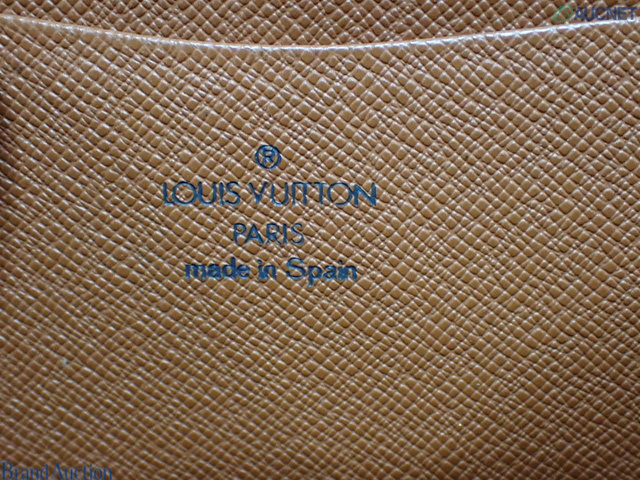 AUCNET
®
LOUIS VUITTON
PARIS
made in Spain
Brand Auction